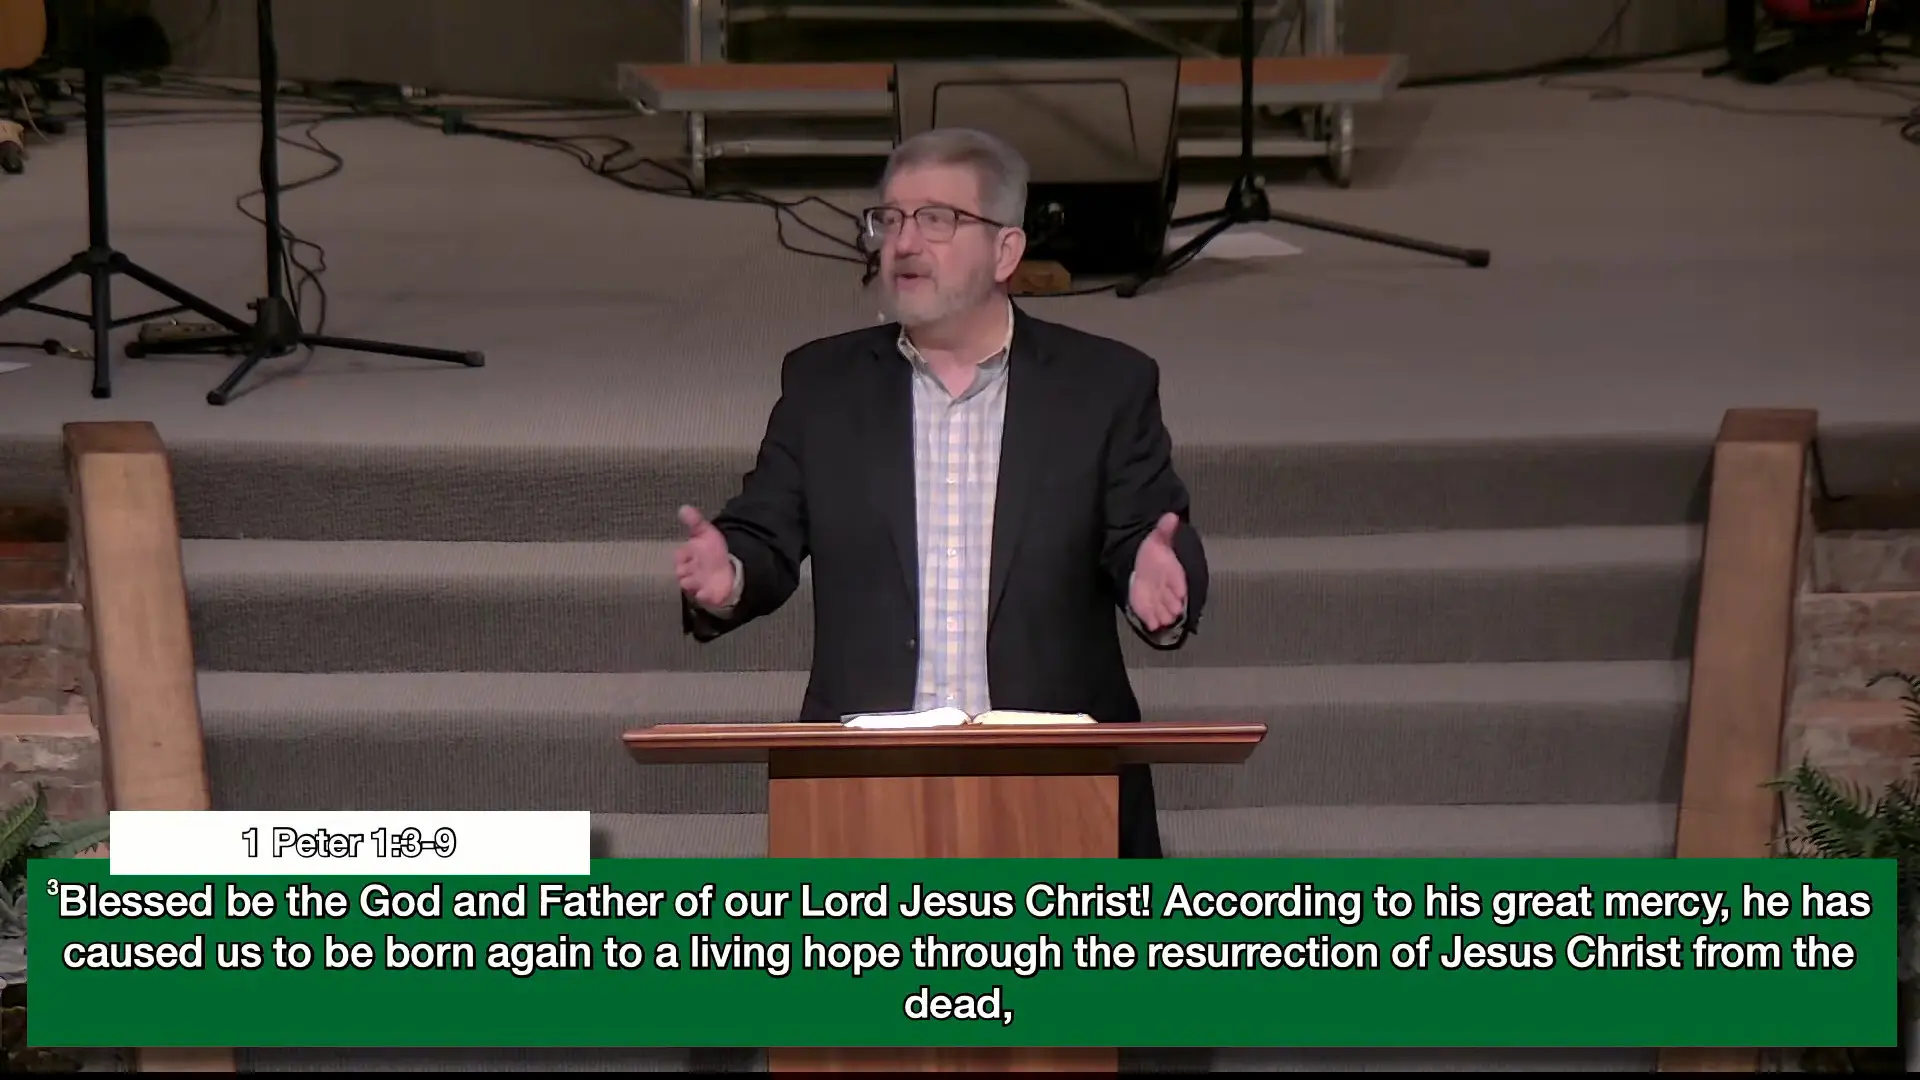 1 Peter 1:3-9
³Blessed be the God and Father of our Lord Jesus Christ! According to his great mercy, he has
caused us to be born again to a living hope through the resurrection of Jesus Christ from the
dead,